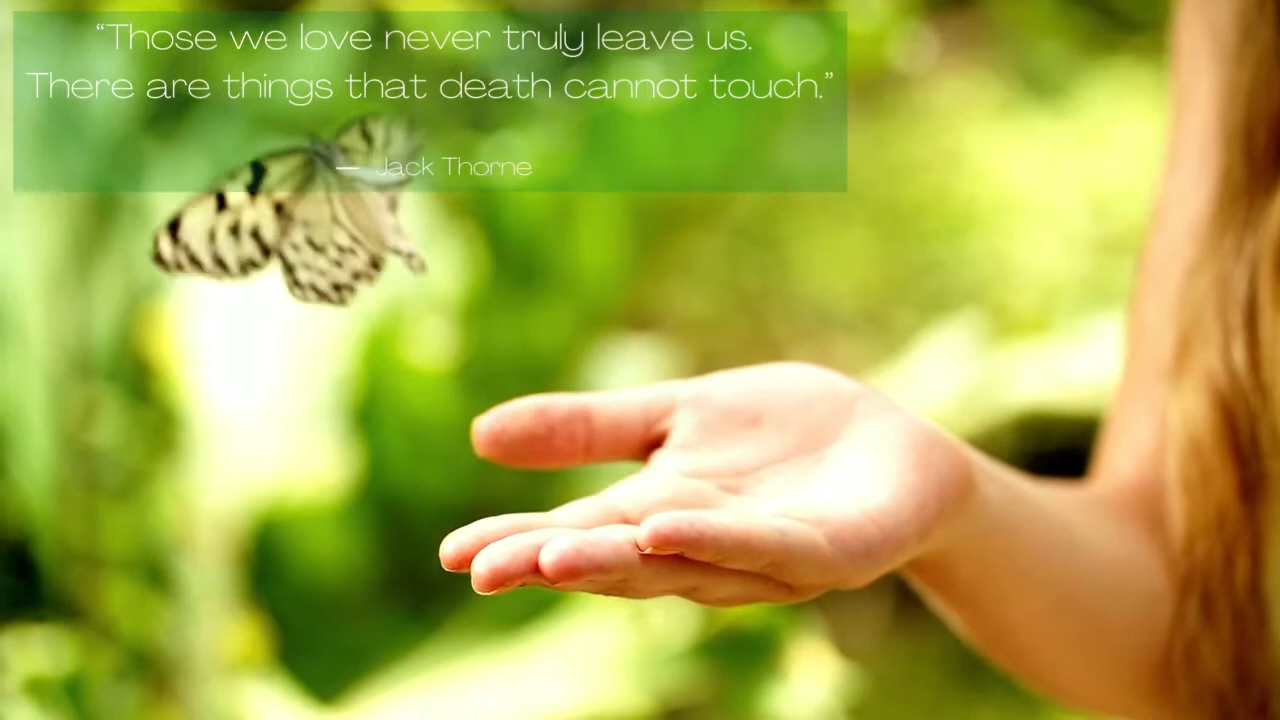 “Those we love never truly leave us.
There are things that death cannot touch.”
— Jack Thorne